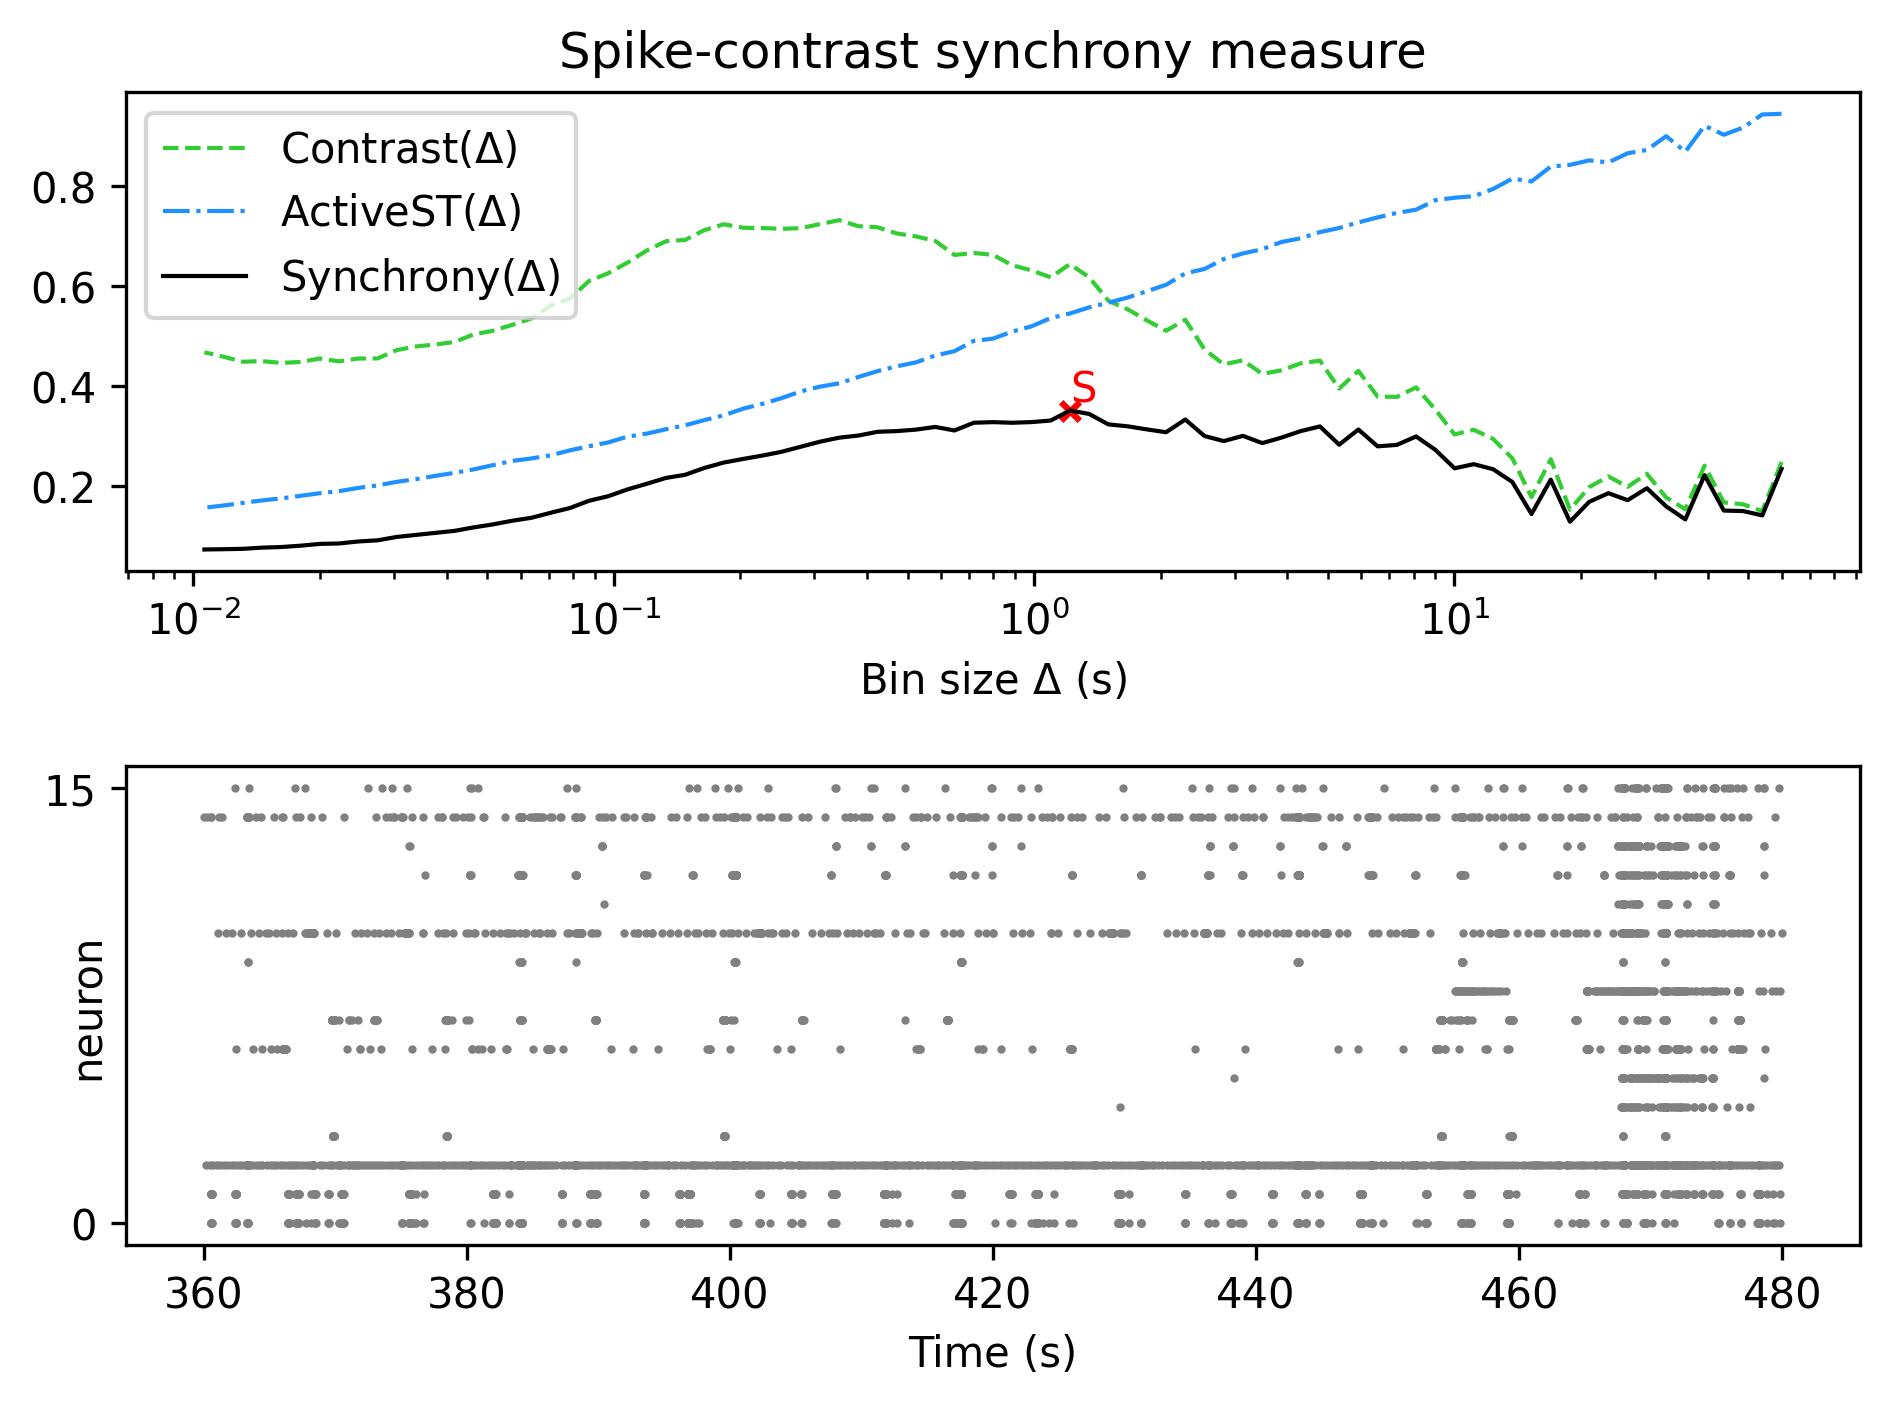 Spike-contrast synchrony measure
Contrast(Δ)
ActiveST(Δ)
Synchrony(Δ)
0.8
0.6
0.4
0.2
S
10⁻² 10⁻¹ 10⁰ 10¹
Bin size Δ (s)
15
neuron
0
360 380 400 420 440 460 480
Time (s)